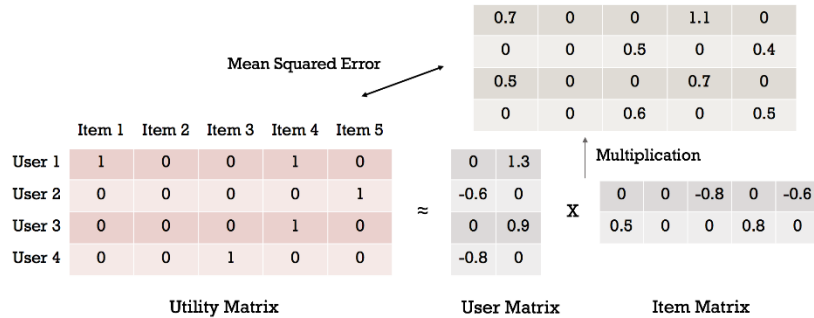 0.7 0 0 1.1 0
0 0 0.5 0 0.4
Mean Squared Error
0.5 0 0 0.7 0
0 0 0.6 0 0.5
Item 1 Item 2 Item 3 Item 4 Item 5
User 1 1 0 0 1 0 0 1.3
Multiplication
User 2 0 0 0 0 1 ≈ -0.6 0 X 0 0 -0.8 0 -0.6
User 3 0 0 0 1 0 0 0.9 0.5 0 0 0.8 0
User 4 0 0 1 0 0 -0.8 0
Utility Matrix User Matrix Item Matrix